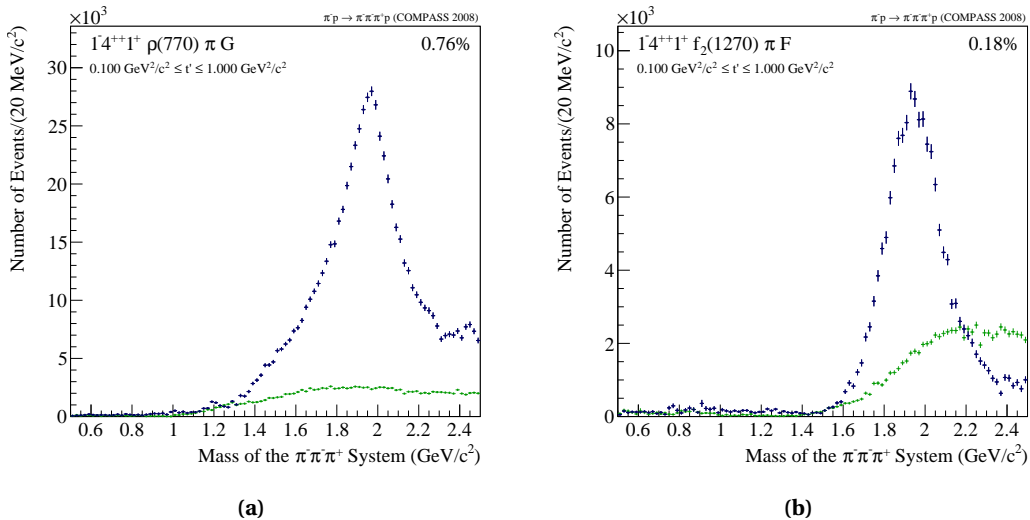 ×10³
π⁻p → π⁻π⁻π⁺p (COMPASS 2008)
1⁻4⁺⁺1⁺ ρ(770) π G
0.76%
0.100 GeV²/c² ≤ t' ≤ 1.000 GeV²/c²
Number of Events/(20 MeV/c²)
30
25
20
15
10
5
0
0.6 0.8 1 1.2 1.4 1.6 1.8 2 2.2 2.4
Mass of the π⁻π⁻π⁺ System (GeV/c²)
(a)
×10³
π⁻p → π⁻π⁻π⁺p (COMPASS 2008)
1⁻4⁺⁺1⁺ f₂(1270) π F
0.18%
0.100 GeV²/c² ≤ t' ≤ 1.000 GeV²/c²
Number of Events/(20 MeV/c²)
10
8
6
4
2
0
0.6 0.8 1 1.2 1.4 1.6 1.8 2 2.2 2.4
Mass of the π⁻π⁻π⁺ System (GeV/c²)
(b)